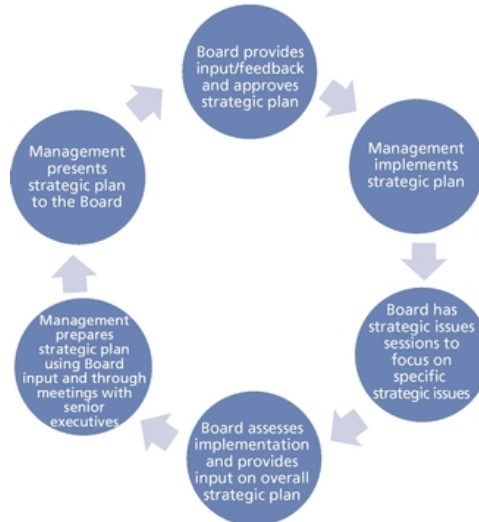 Board provides
input/feedback
and approves
strategic plan
Management
implements
strategic plan
Board has
strategic issues
sessions to
focus on
specific
strategic issues
Board assesses
implementation
and provides
input on overall
strategic plan
Management
prepares
strategic plan
using Board
input and through
meetings with
senior
executives
Management
presents
strategic plan
to the Board